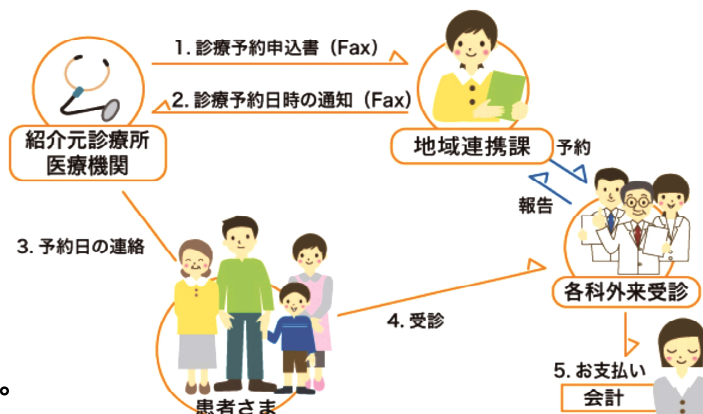 1. 診療予約申込書（Fax）
2. 診療予約日時の通知（Fax）
紹介元診療所
医療機関
地域連携課
予約
報告
3. 予約日の連絡
各科外来受診
4. 受診
5. お支払い
会計
患者さま
。